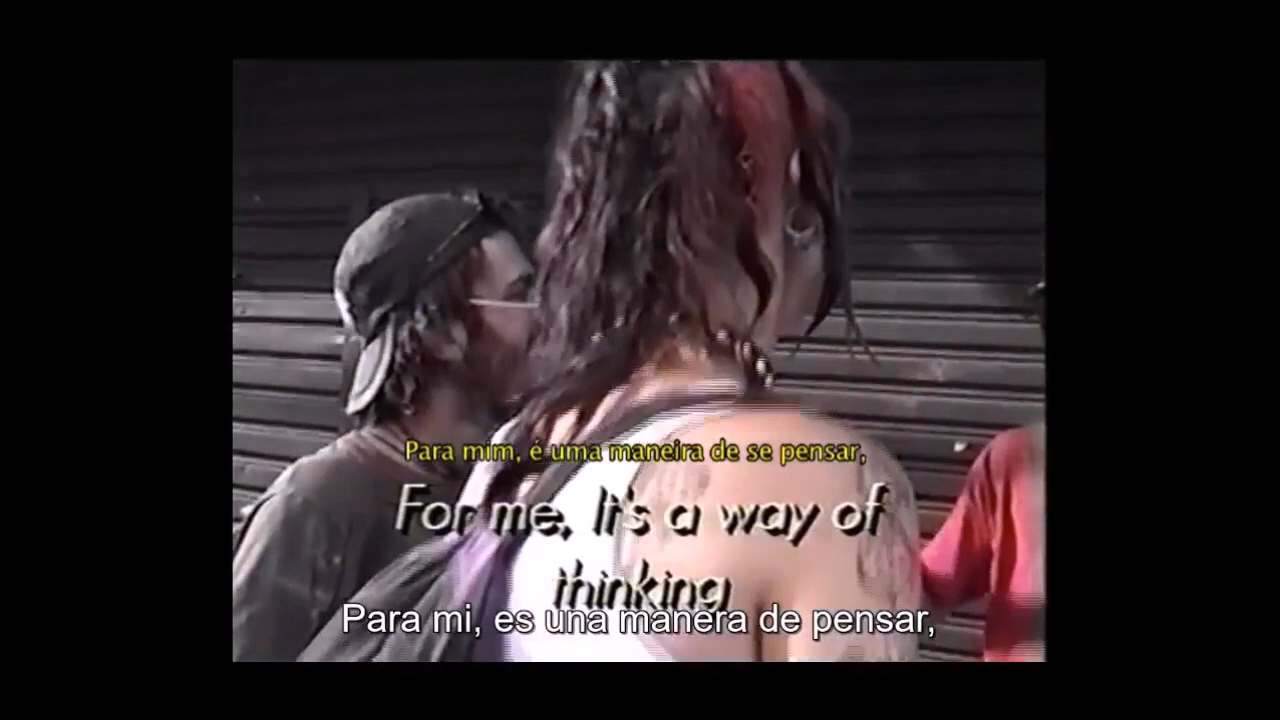 Para mim, é uma maneira de se pensar,
For me, It's a way of
thinking
Para mi, es una manera de pensar,